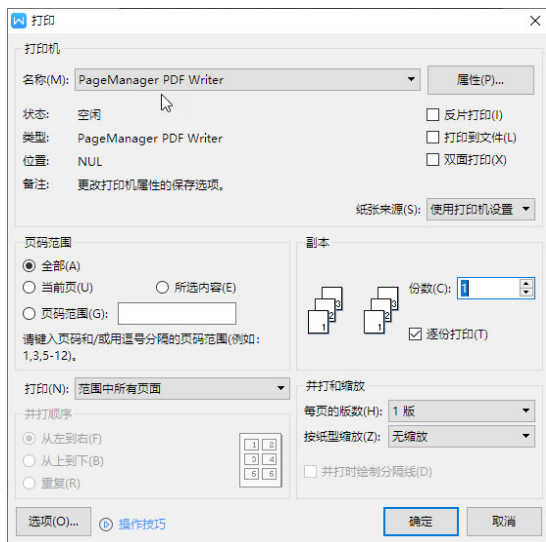 打印
打印机
名称(M): PageManager PDF Writer 属性(P)...
状态: 空闲 反片打印(I)
类型: PageManager PDF Writer 打印到文件(L)
位置: NUL 双面打印(X)
备注: 更改打印机属性的保存选项。
纸张来源(S): 使用打印机设置
页码范围 副本
全部(A)
当前页(U) 所选内容(E) 份数(C): 1
页码范围(G):
请键入页码和/或用逗号分隔的页码范围(例如: 逐份打印(T)
1,3,5-12)。
打印(N): 范围中所有页面 并打和缩放
并打顺序 每页的版数(H): 1 版
从左到右(F) 按纸型缩放(Z): 无缩放
从上到下(B) 并打时绘制分隔线(D)
重复(R)
选项(O)... 操作技巧 确定 取消